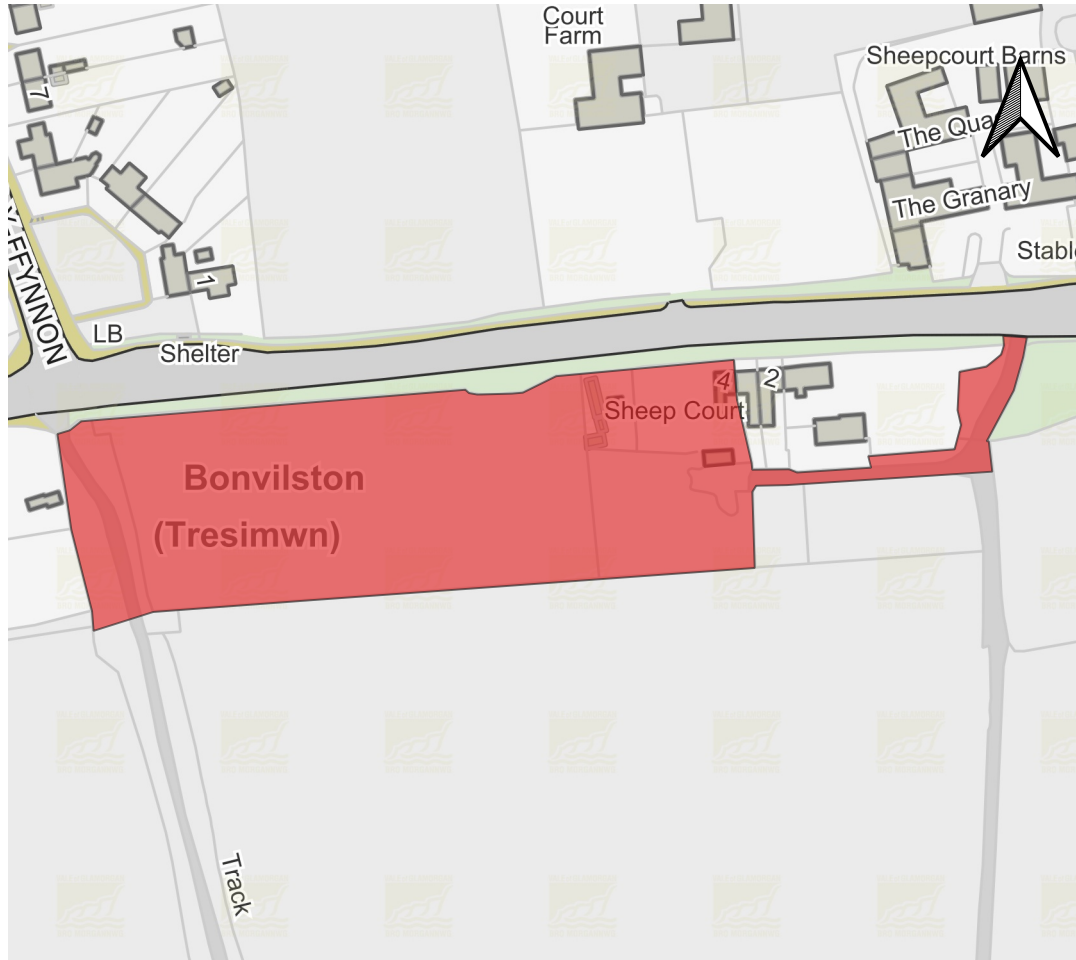 Court
Farm
Sheepcourt Barns
7
The Qua
The Granary
Stabl
Y FFYNNON
1
LB
Shelter
4
2
Sheep Court
Bonvilston
(Tresimwn)
Track